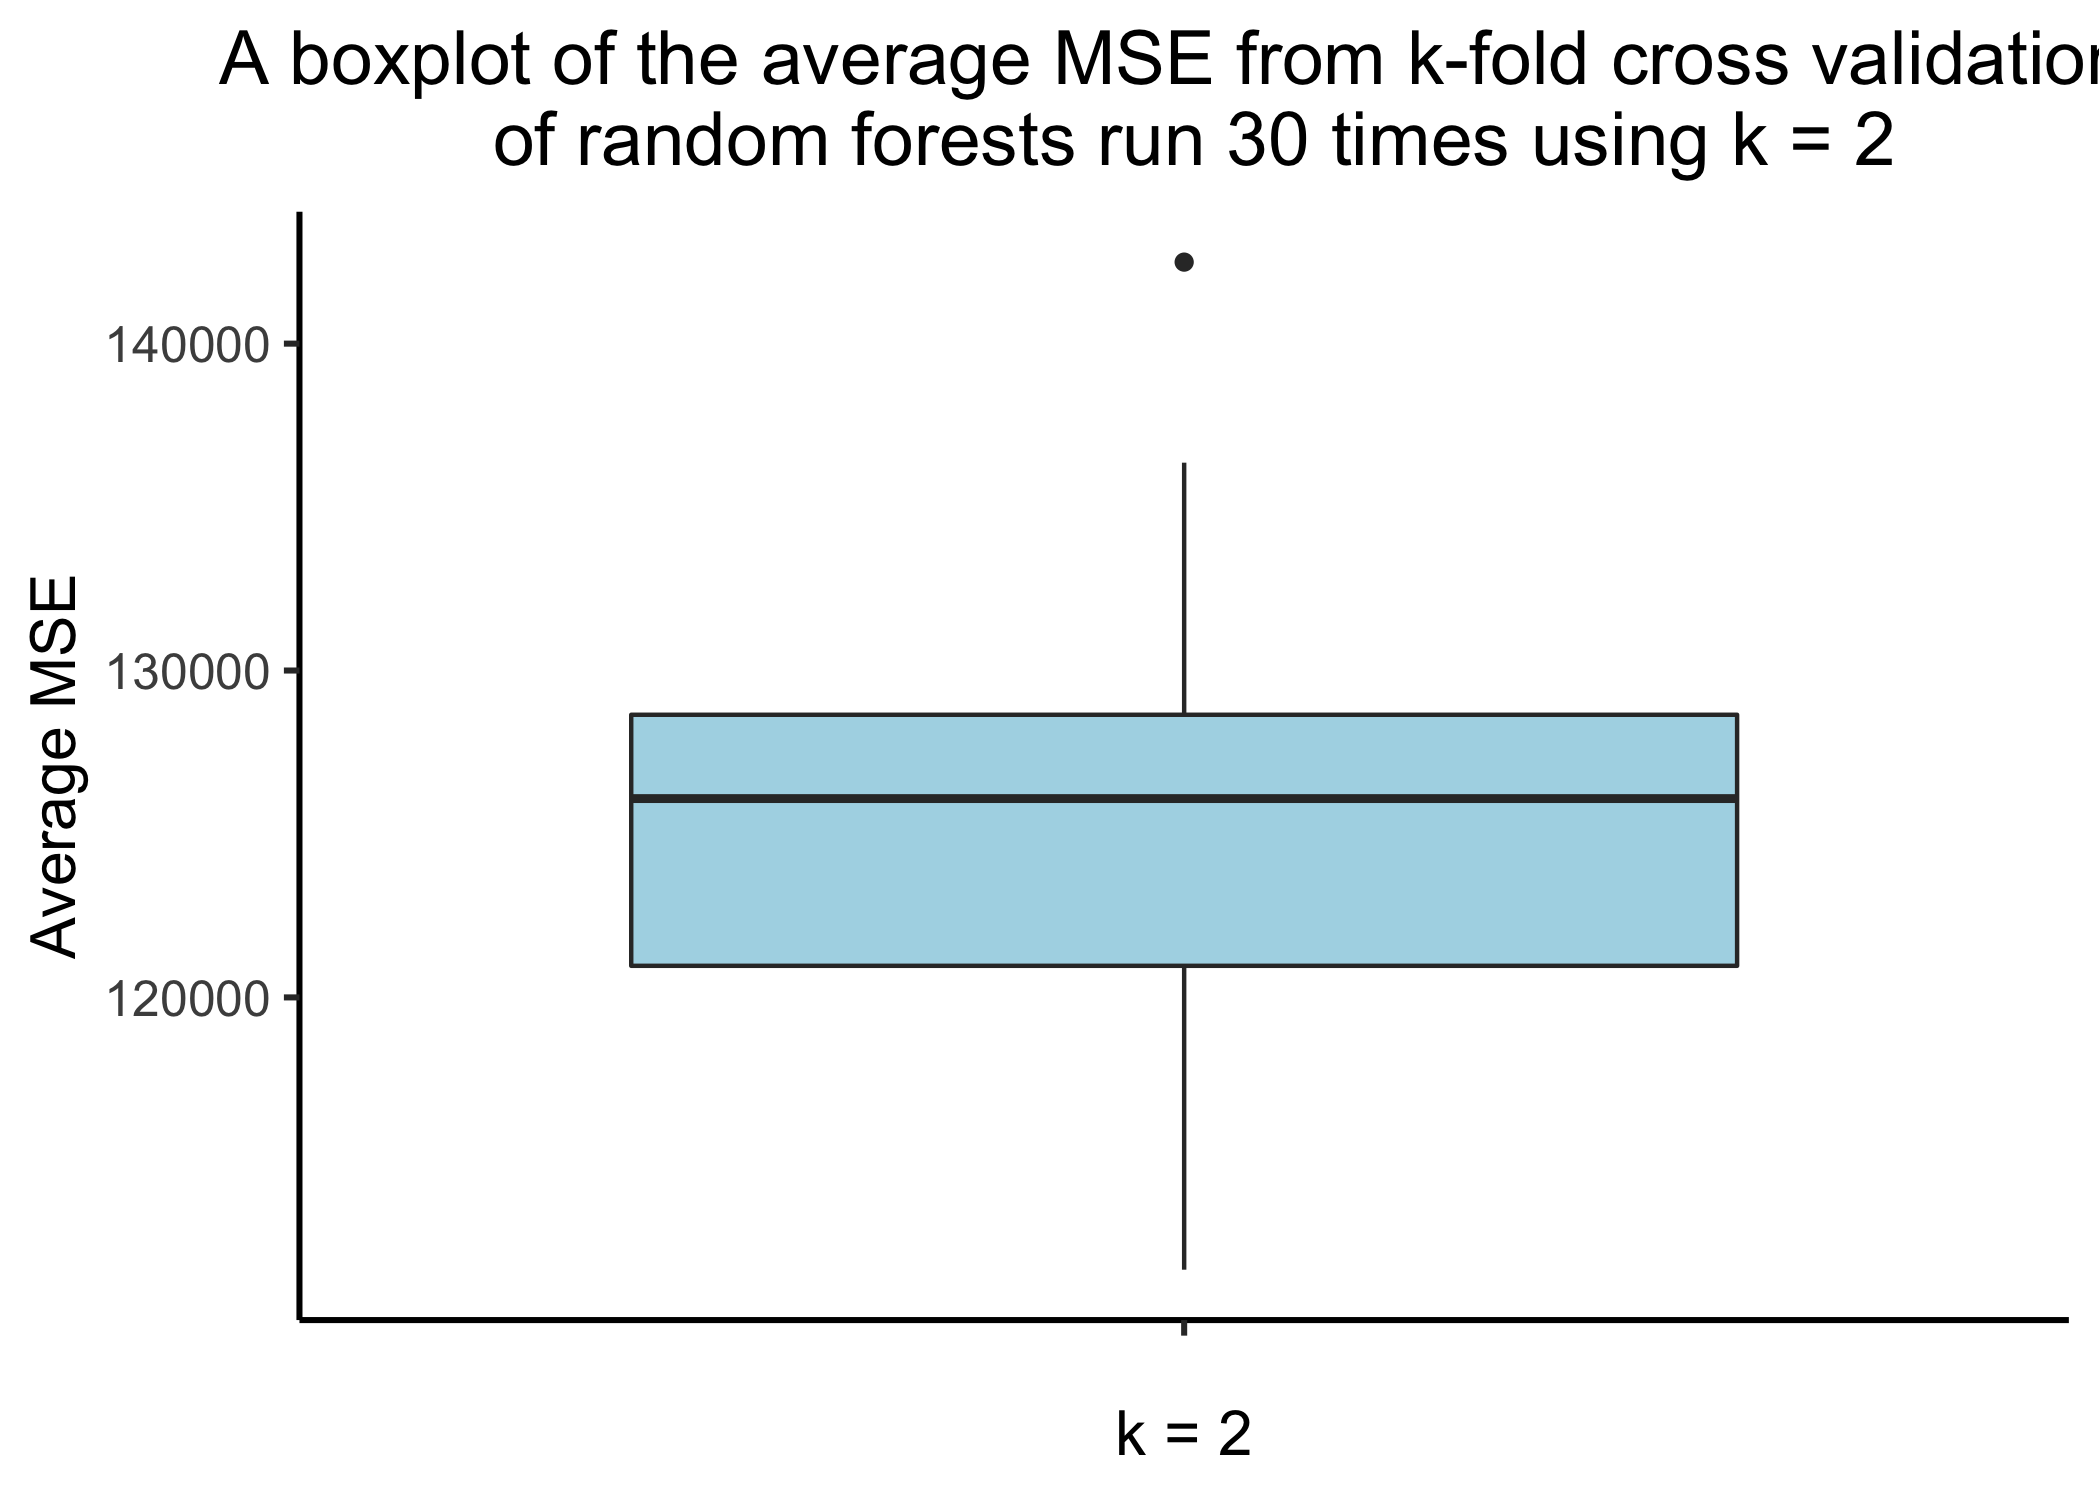 A boxplot of the average MSE from k-fold cross validation
of random forests run 30 times using k = 2
140000
130000
120000
Average MSE
k = 2